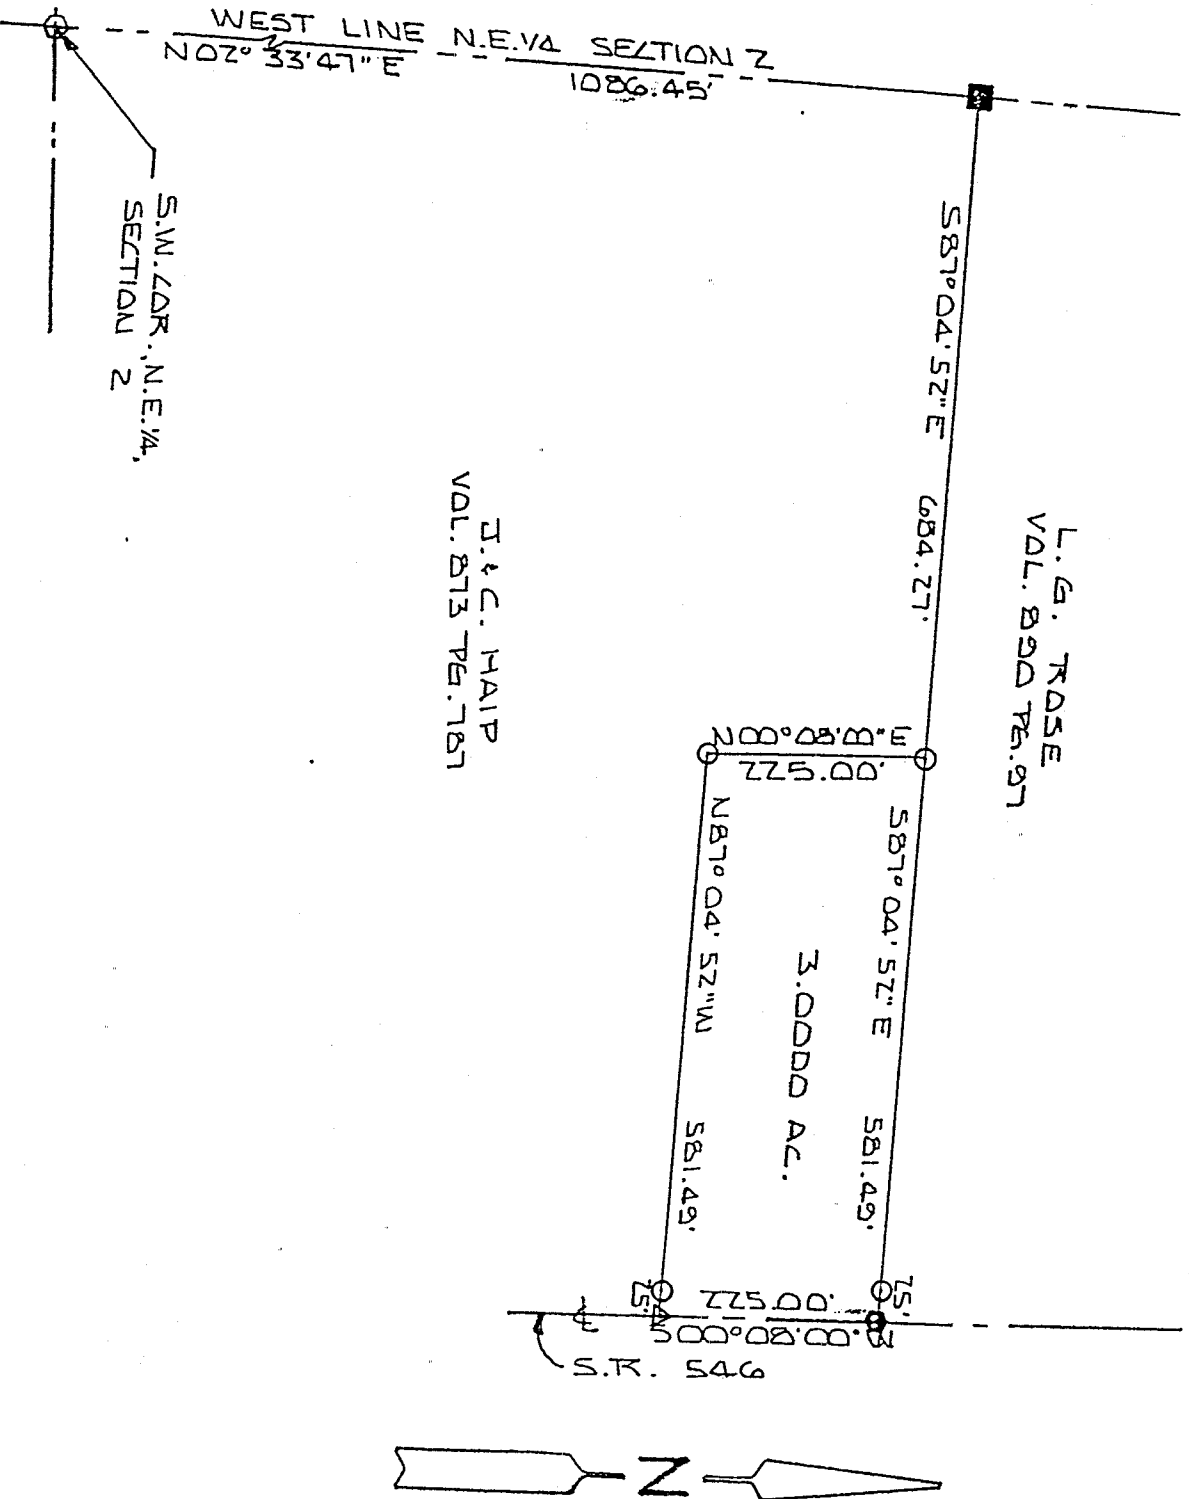 WEST LINE N.E.1/4 SECTION 2
N02° 33'47"E
1086.45'
S.W. COR., N.E.1/4,
SECTION 2
S87°04'52"E 684.27'
L. G. ROSE
VOL. 890 PG.97
J. & C. HAIP
VOL. 873 PG.787
N00°08'00"E
225.00'
S87°04'52"E 581.49'
N87°04'52"W 581.49'
3.0000 AC.
25'
25'
225.00'
S00°08'00"W
S.R. 546
N